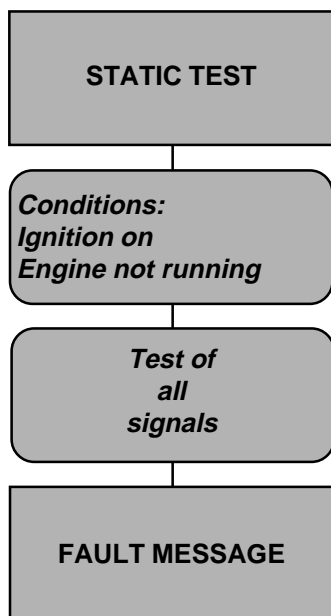 STATIC TEST
Conditions:
Ignition on
Engine not running
Test of
all
signals
FAULT MESSAGE